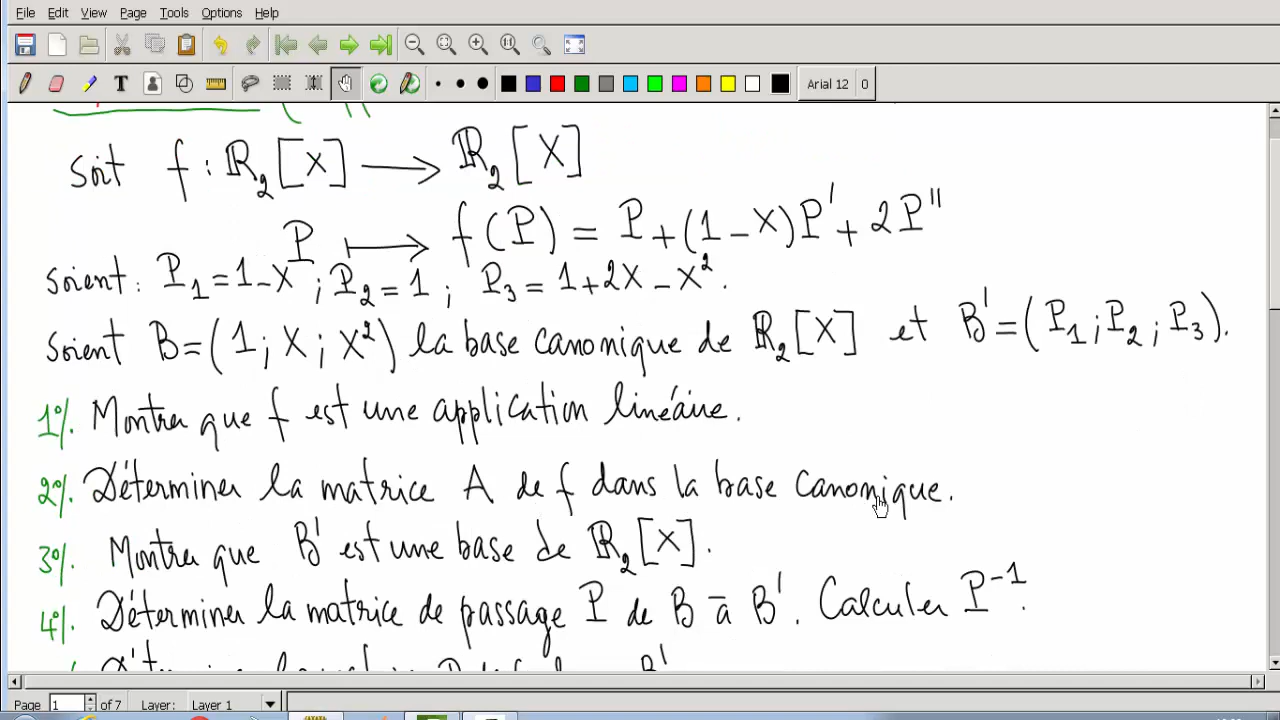 File Edit View Page Tools Options Help
Arial 12 0
Soit f : ℝ₂[X] ⟶ ℝ₂[X]
P ⟼ f(P) = P + (1 - X)P' + 2P''
Soient : P₁ = 1 - X ; P₂ = 1 ; P₃ = 1 + 2X - X².
Soient B = (1 ; X ; X²) la base canonique de ℝ₂[X] et B' = (P₁ ; P₂ ; P₃).
1°/. Montrer que f est une application linéaire.
2°/. Déterminer la matrice A de f dans la base canonique.
3°/. Montrer que B' est une base de ℝ₂[X].
4°/. Déterminer la matrice de passage P de B à B'. Calculer P⁻¹.
Page 1 of 7 Layer: Layer 1